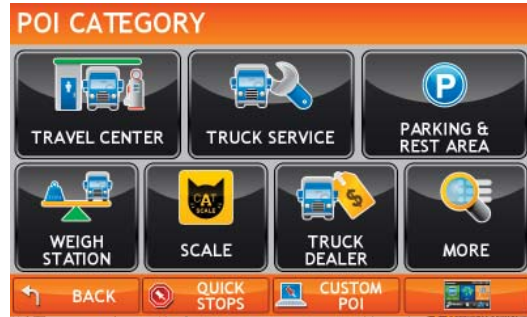 POI CATEGORY
TRAVEL CENTER
TRUCK SERVICE
PARKING &
REST AREA
WEIGH
STATION
CAT
SCALE
SCALE
TRUCK
DEALER
MORE
BACK
QUICK
STOPS
CUSTOM
POI